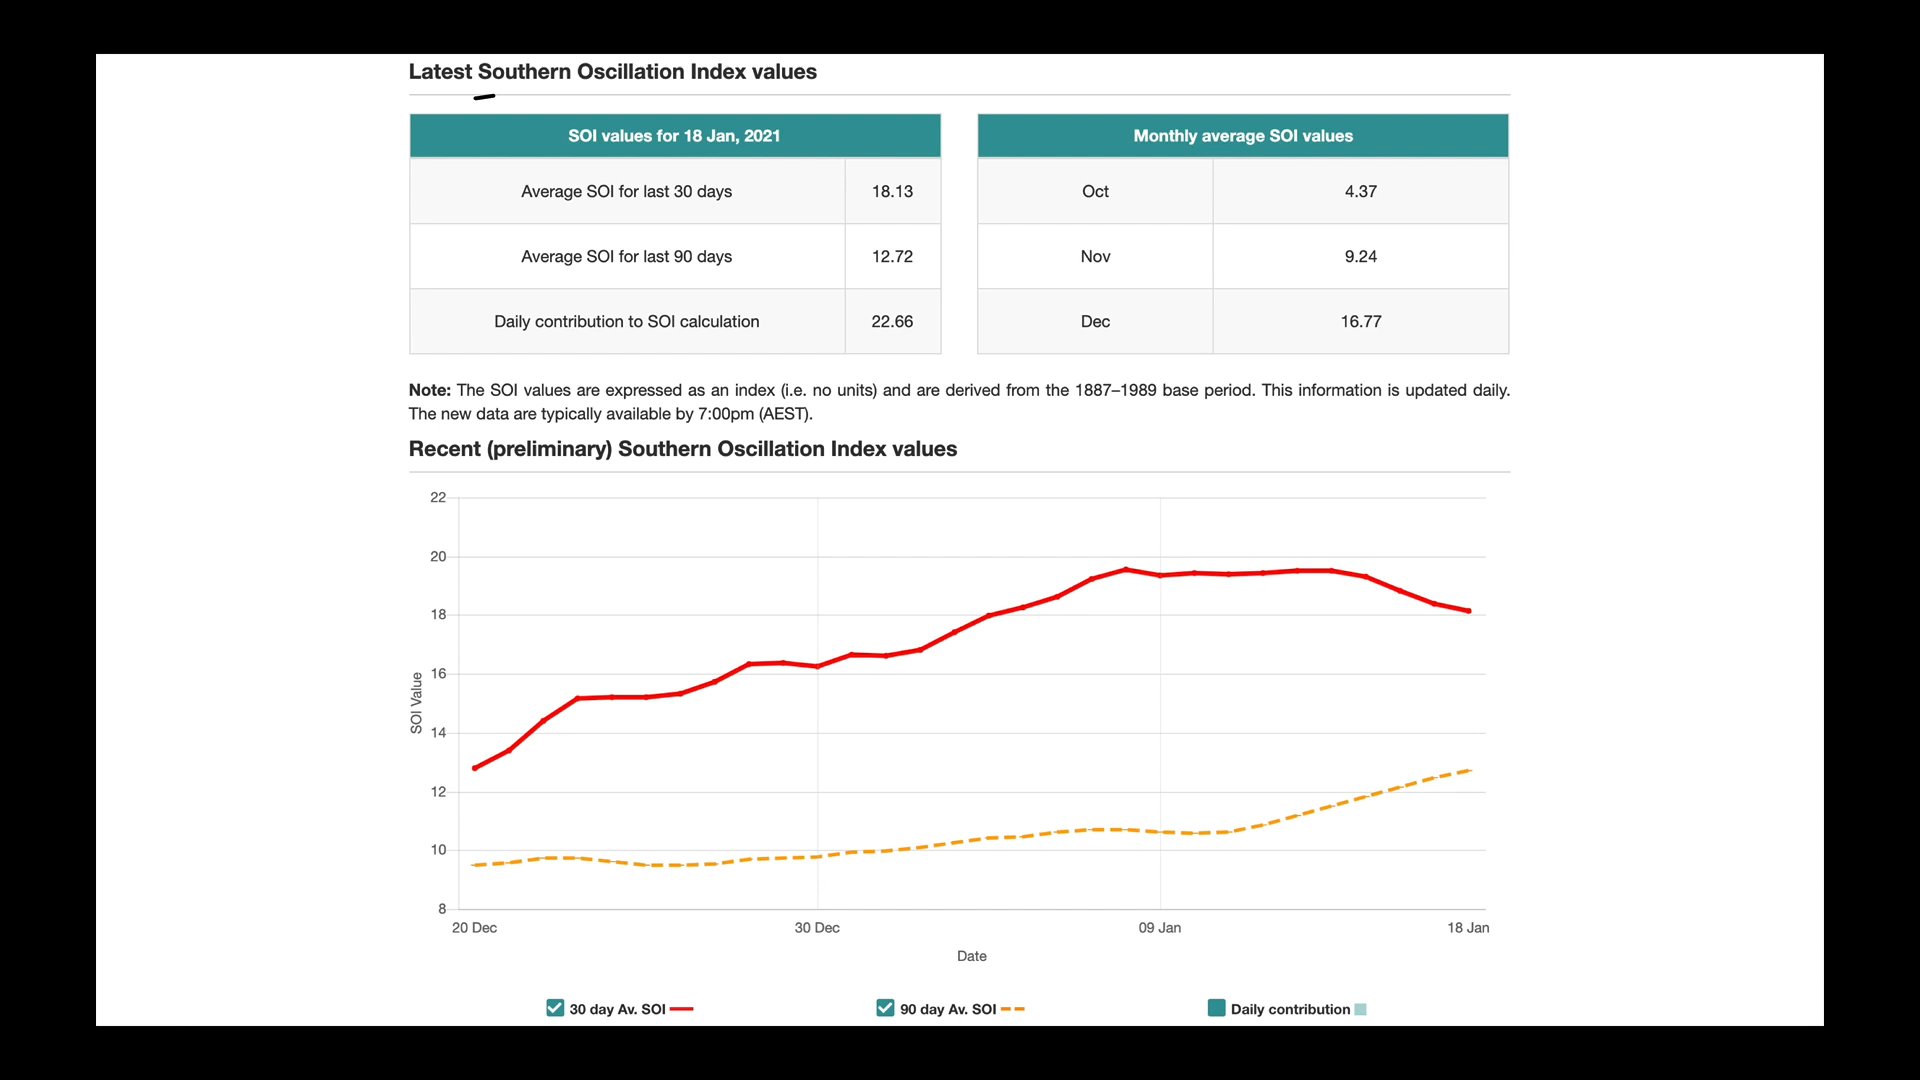 Latest Southern Oscillation Index values
SOI values for 18 Jan, 2021
Average SOI for last 30 days 18.13
Average SOI for last 90 days 12.72
Daily contribution to SOI calculation 22.66
Monthly average SOI values
Oct 4.37
Nov 9.24
Dec 16.77
Note: The SOI values are expressed as an index (i.e. no units) and are derived from the 1887–1989 base period. This information is updated daily.
The new data are typically available by 7:00pm (AEST).
Recent (preliminary) Southern Oscillation Index values
22
20
18
16
14
12
10
8
SOI Value
20 Dec 30 Dec 09 Jan 18 Jan
Date
30 day Av. SOI 90 day Av. SOI Daily contribution